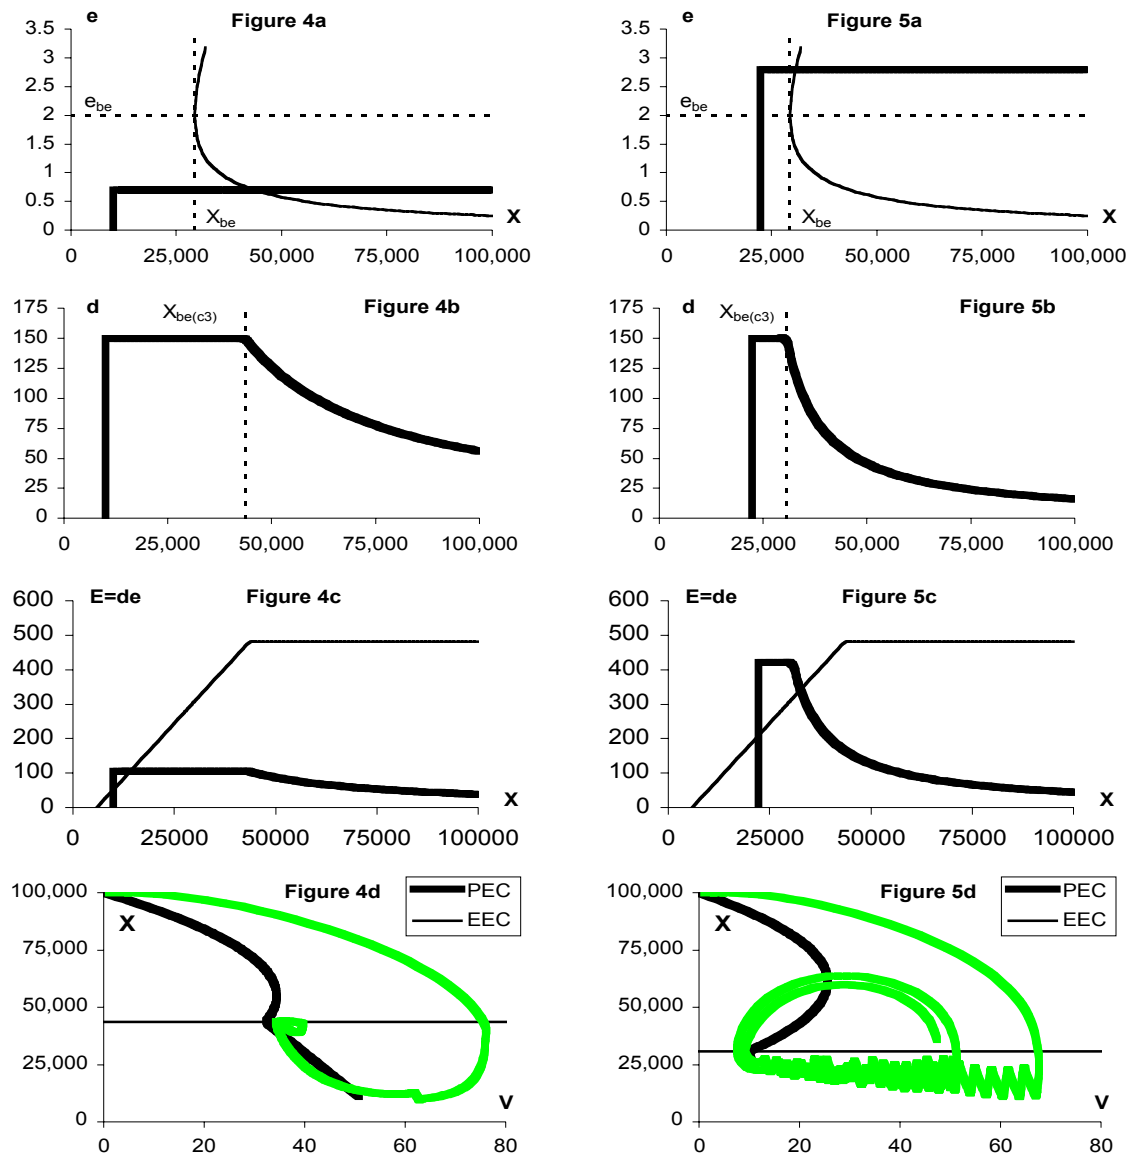 e
Figure 4a
3.5
3
2.5
2
1.5
1
0.5
0
e_be
X_be
X
0 25,000 50,000 75,000 100,000
e
Figure 5a
3.5
3
2.5
2
1.5
1
0.5
0
e_be
X_be
X
0 25,000 50,000 75,000 100,000
d
X_be(c3)
Figure 4b
175
150
125
100
75
50
25
0
0 25,000 50,000 75,000 100,000
d
X_be(c3)
Figure 5b
175
150
125
100
75
50
25
0
0 25,000 50,000 75,000 100,000
E=de
Figure 4c
600
500
400
300
200
100
0
X
0 25000 50000 75000 100000
E=de
Figure 5c
600
500
400
300
200
100
0
X
0 25000 50000 75000 100000
Figure 4d
PEC
EEC
100,000
75,000
50,000
25,000
0
X
V
0 20 40 60 80
Figure 5d
PEC
EEC
100,000
75,000
50,000
25,000
0
X
V
0 20 40 60 80